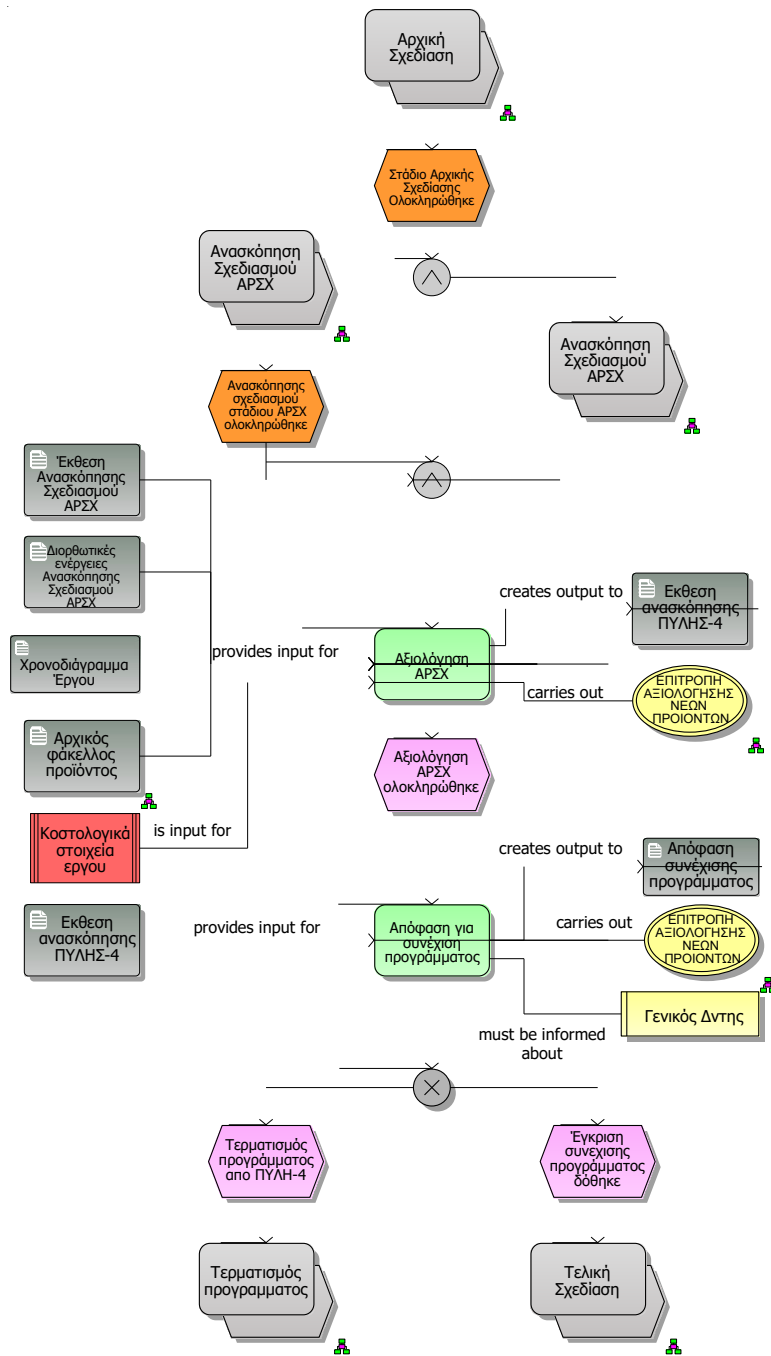 Αρχική
Σχεδίαση
Στάδιο Αρχικής
Σχεδίασης
Ολοκληρώθηκε
Ανασκόπηση
Σχεδιασμού
ΑΡΣΧ
Ανασκόπηση
Σχεδιασμού
ΑΡΣΧ
Ανασκόπησης
σχεδιασμού
στάδιου ΑΡΣΧ
ολοκληρώθηκε
Έκθεση
Ανασκόπησης
Σχεδιασμού
ΑΡΣΧ
Διορθωτικές
ενέργειες
Ανασκόπησης
Σχεδιασμού
ΑΡΣΧ
Χρονοδιάγραμμα
Έργου
Αρχικός
φάκελλος
προϊόντος
Κοστολογικά
στοιχεία
εργου
provides input for
is input for
Αξιολόγηση
ΑΡΣΧ
creates output to
Εκθεση
ανασκόπησης
ΠΥΛΗΣ-4
carries out
ΕΠΙΤΡΟΠΗ
ΑΞΙΟΛΟΓΗΣΗΣ
ΝΕΩΝ
ΠΡΟΙΟΝΤΩΝ
Αξιολόγηση
ΑΡΣΧ
ολοκληρώθηκε
Εκθεση
ανασκόπησης
ΠΥΛΗΣ-4
provides input for
Απόφαση για
συνέχιση
προγράμματος
creates output to
Απόφαση
συνέχισης
προγράμματος
carries out
ΕΠΙΤΡΟΠΗ
ΑΞΙΟΛΟΓΗΣΗΣ
ΝΕΩΝ
ΠΡΟΙΟΝΤΩΝ
must be informed
about
Γενικός Δντης
Τερματισμός
προγράμματος
απο ΠΥΛΗ-4
Έγκριση
συνεχισης
προγράμματος
δόθηκε
Τερματισμός
προγραμματος
Τελική
Σχεδίαση